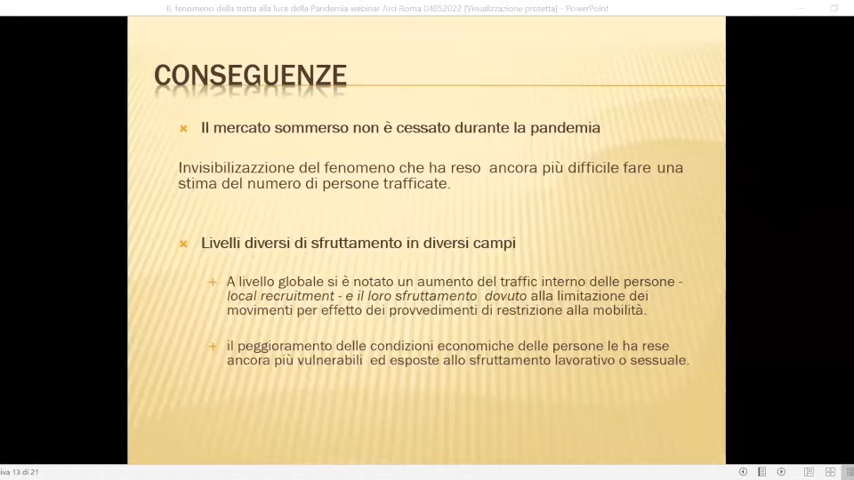 IL fenomeno della tratta alla luce della Pandemia webinar Arci Roma 04052022 [Visualizzazione protetta] - PowerPoint
CONSEGUENZE
Il mercato sommerso non è cessato durante la pandemia
Invisibilizazzione del fenomeno che ha reso ancora più difficile fare una
stima del numero di persone trafficate.
Livelli diversi di sfruttamento in diversi campi
A livello globale si è notato un aumento del traffic interno delle persone -
local recruitment - e il loro sfruttamento dovuto alla limitazione dei
movimenti per effetto dei provvedimenti di restrizione alla mobilità.
il peggioramento delle condizioni economiche delle persone le ha rese
ancora più vulnerabili ed esposte allo sfruttamento lavorativo o sessuale.
iva 13 di 21